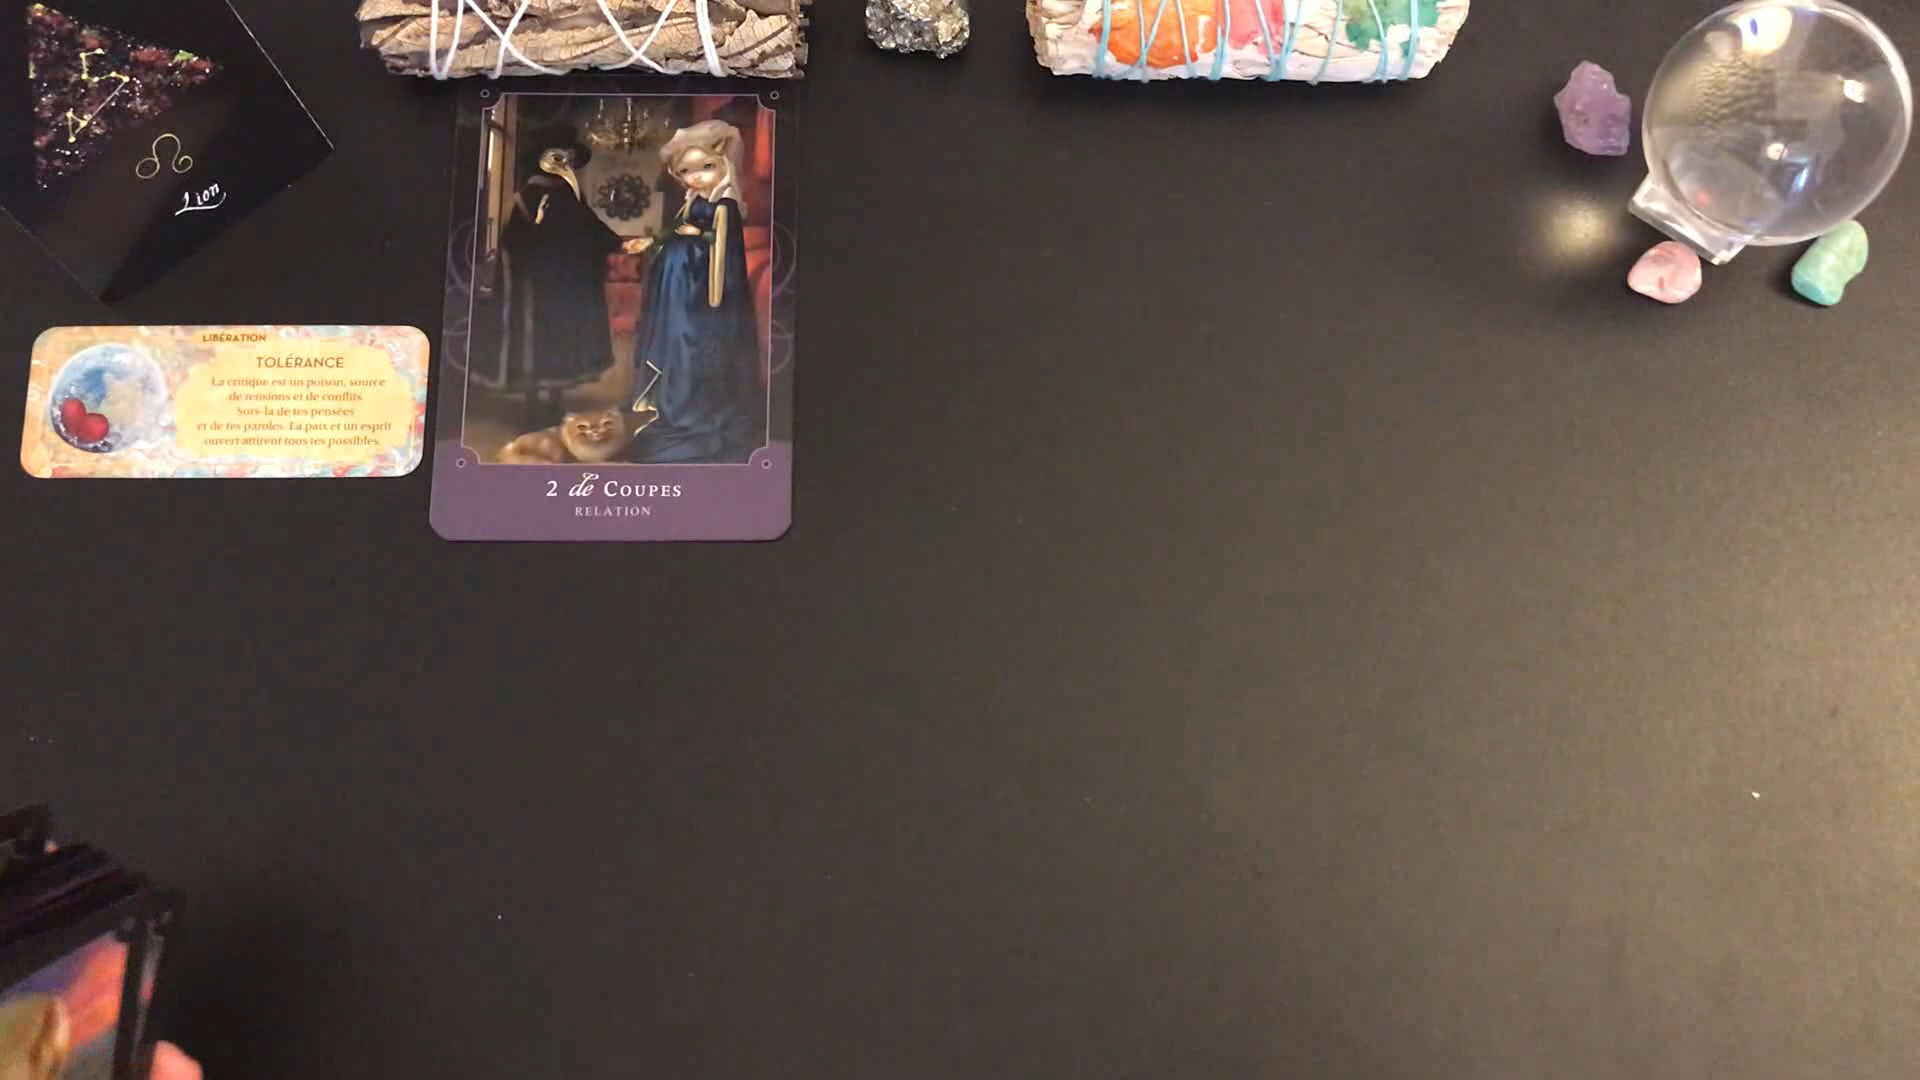 Lion
LIBÉRATION
TOLÉRANCE
La critique est un poison, source
de tensions et de conflits.
Sors-la de tes pensées
et de tes paroles. La paix et un esprit
ouvert attirent tous tes possibles.
2 de COUPES
RELATION